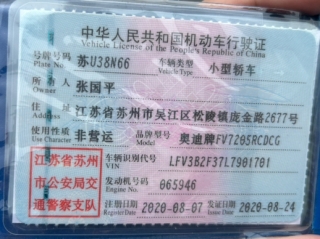 中华人民共和国机动车行驶证
Vehicle License of the People's Republic of China
号牌号码 苏U38N66 车辆类型 小型轿车
Plate No. Vehicle Type
所有人 张国平
Owner
住址 江苏省苏州市吴江区松陵镇庞金路2677号
Address
使用性质 非营运 品牌型号 奥迪牌FV7205RCDCG
Use Character Model
江苏省苏州 车辆识别代号 LFV3B2F37L7901701
VIN
市公安局交 发动机号码 065946
Engine No.
通警察支队 注册日期 2020-08-07 发证日期 2020-08-24
Register Date Issue Date